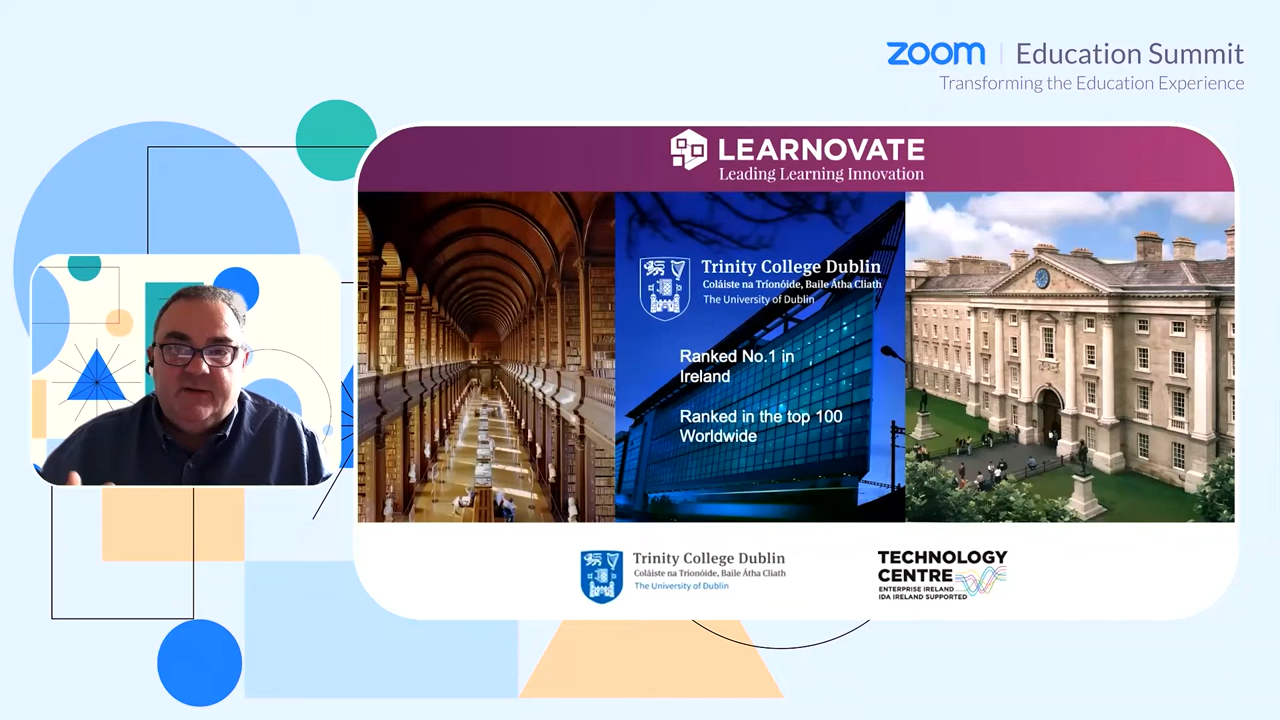 zoom | Education Summit
Transforming the Education Experience
LEARNOVATE
Leading Learning Innovation
Trinity College Dublin
Coláiste na Tríonóide, Baile Átha Cliath
The University of Dublin
Ranked No.1 in
Ireland
Ranked in the top 100
Worldwide
Trinity College Dublin
Coláiste na Tríonóide, Baile Átha Cliath
The University of Dublin
TECHNOLOGY
CENTRE
ENTERPRISE IRELAND
IDA IRELAND SUPPORTED